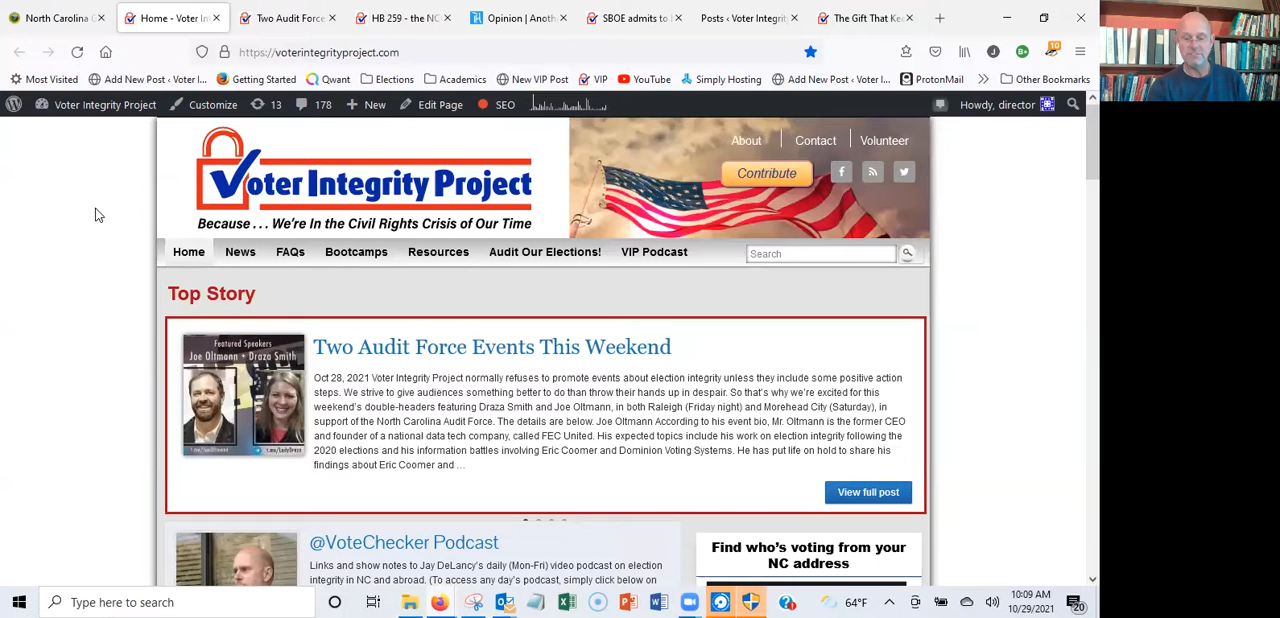 North Carolina G
Home - Voter In
Two Audit Force
HB 259 - the NC
Opinion | Anoth
SBOE admits to
Posts ‹ Voter Integrity
The Gift That Kee
https://voterintegrityproject.com
10
Most Visited
Add New Post ‹ Voter I...
Getting Started
Qwant
Elections
Academics
New VIP Post
VIP
YouTube
Simply Hosting
Add New Post ‹ Voter I...
ProtonMail
Other Bookmarks
Voter Integrity Project
Customize
13
178
New
Edit Page
SEO
Howdy, director
About
Contact
Volunteer
Contribute
Voter Integrity Project
Because . . . We're In the Civil Rights Crisis of Our Time
Home
News
FAQs
Bootcamps
Resources
Audit Our Elections!
VIP Podcast
Search
Top Story
Featured Speakers
Joe Oltmann + Draza Smith
Two Audit Force Events This Weekend
Oct 28, 2021 Voter Integrity Project normally refuses to promote events about election integrity unless they include some positive action
steps. We strive to give audiences something better to do than throw their hands up in despair. So that's why we're excited for this
weekend's double-headers featuring Draza Smith and Joe Oltmann, in both Raleigh (Friday night) and Morehead City (Saturday), in
support of the North Carolina Audit Force. The details are below. Joe Oltmann According to his event bio, Mr. Oltmann is the former CEO
and founder of a national data tech company, called FEC United. His expected topics include his work on election integrity following the
2020 elections and his information battles involving Eric Coomer and Dominion Voting Systems. He has put life on hold to share his
findings about Eric Coomer and …
View full post
@VoteChecker Podcast
Links and show notes to Jay DeLancy's daily (Mon-Fri) video podcast on election
integrity in NC and abroad. (To access any day's podcast, simply click below on
Find who's voting from your
NC address
Type here to search
64°F
10:09 AM
10/29/2021
20